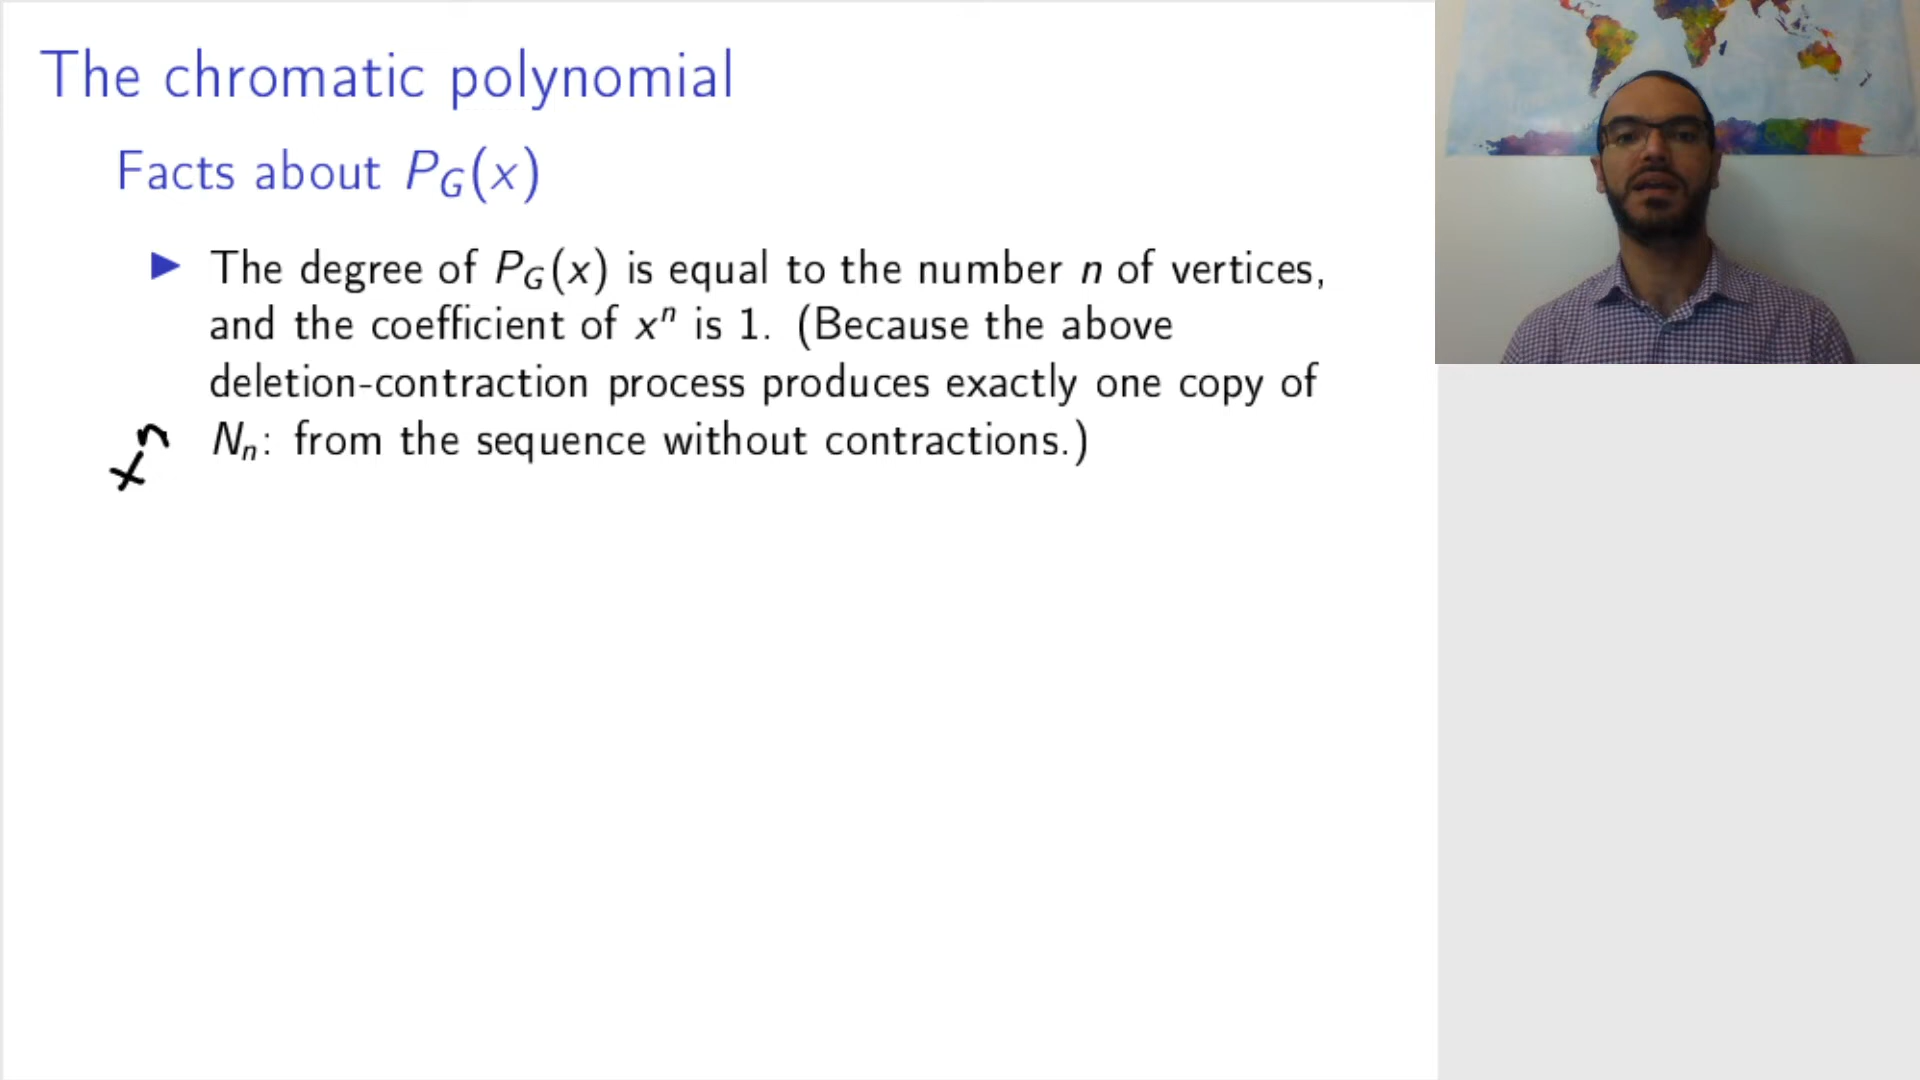 The chromatic polynomial
Facts about P_G(x)
▶ The degree of P_G(x) is equal to the number n of vertices,
and the coefficient of xⁿ is 1. (Because the above
deletion-contraction process produces exactly one copy of
N_n: from the sequence without contractions.)
xⁿ